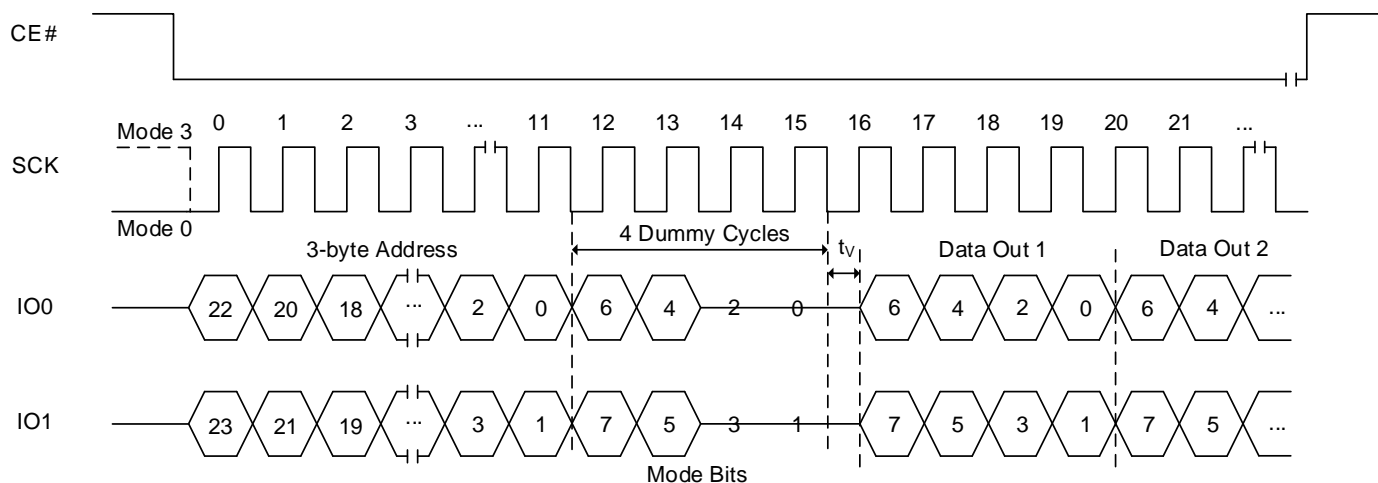 CE#
Mode 3 0 1 2 3 ... 11 12 13 14 15 16 17 18 19 20 21 ...
SCK
Mode 0
3-byte Address 4 Dummy Cycles tV Data Out 1 Data Out 2
IO0 22 20 18 ... 2 0 6 4 2 0 6 4 2 0 6 4 ...
IO1 23 21 19 ... 3 1 7 5 3 1 7 5 3 1 7 5 ...
Mode Bits